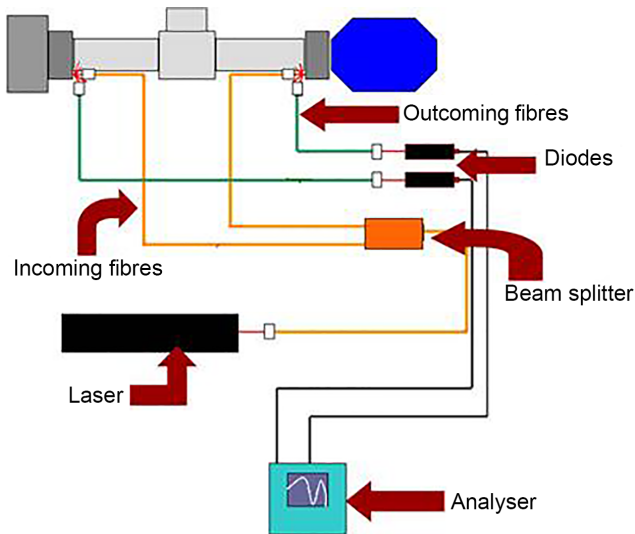 Outcoming fibres
Diodes
Incoming fibres
Beam splitter
Laser
Analyser